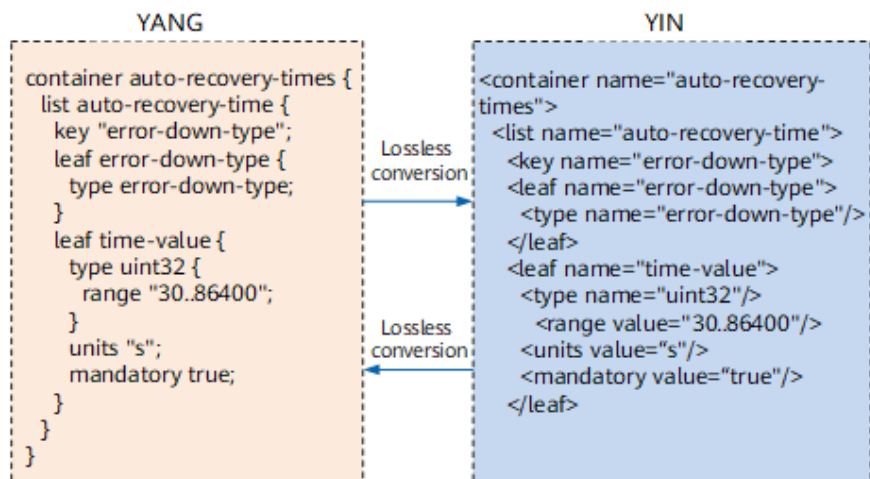 YANG
container auto-recovery-times {
list auto-recovery-time {
key "error-down-type";
leaf error-down-type {
type error-down-type;
}
leaf time-value {
type uint32 {
range "30..86400";
}
units "s";
mandatory true;
}
}
}
Lossless
conversion
Lossless
conversion
YIN
<container name="auto-recovery-
times">
<list name="auto-recovery-time">
<key name="error-down-type">
<leaf name="error-down-type">
<type name="error-down-type"/>
</leaf>
<leaf name="time-value">
<type name="uint32"/>
<range value="30..86400"/>
<units value=“s"/>
<mandatory value=“true"/>
</leaf>